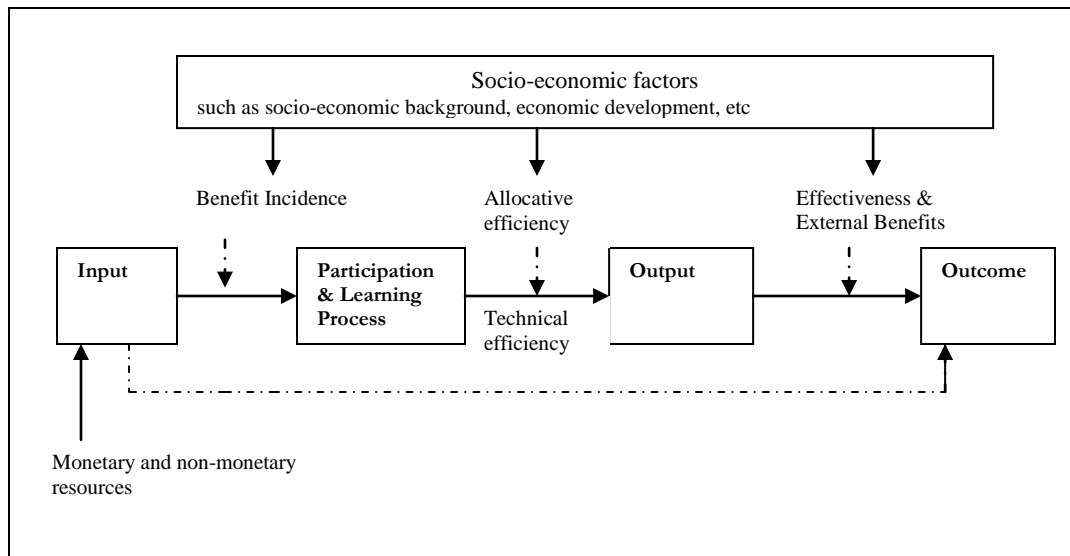 Socio-economic factors
such as socio-economic background, economic development, etc
Benefit Incidence
Allocative
efficiency
Effectiveness &
External Benefits
Input
Participation
& Learning
Process
Output
Outcome
Technical
efficiency
Monetary and non-monetary
resources